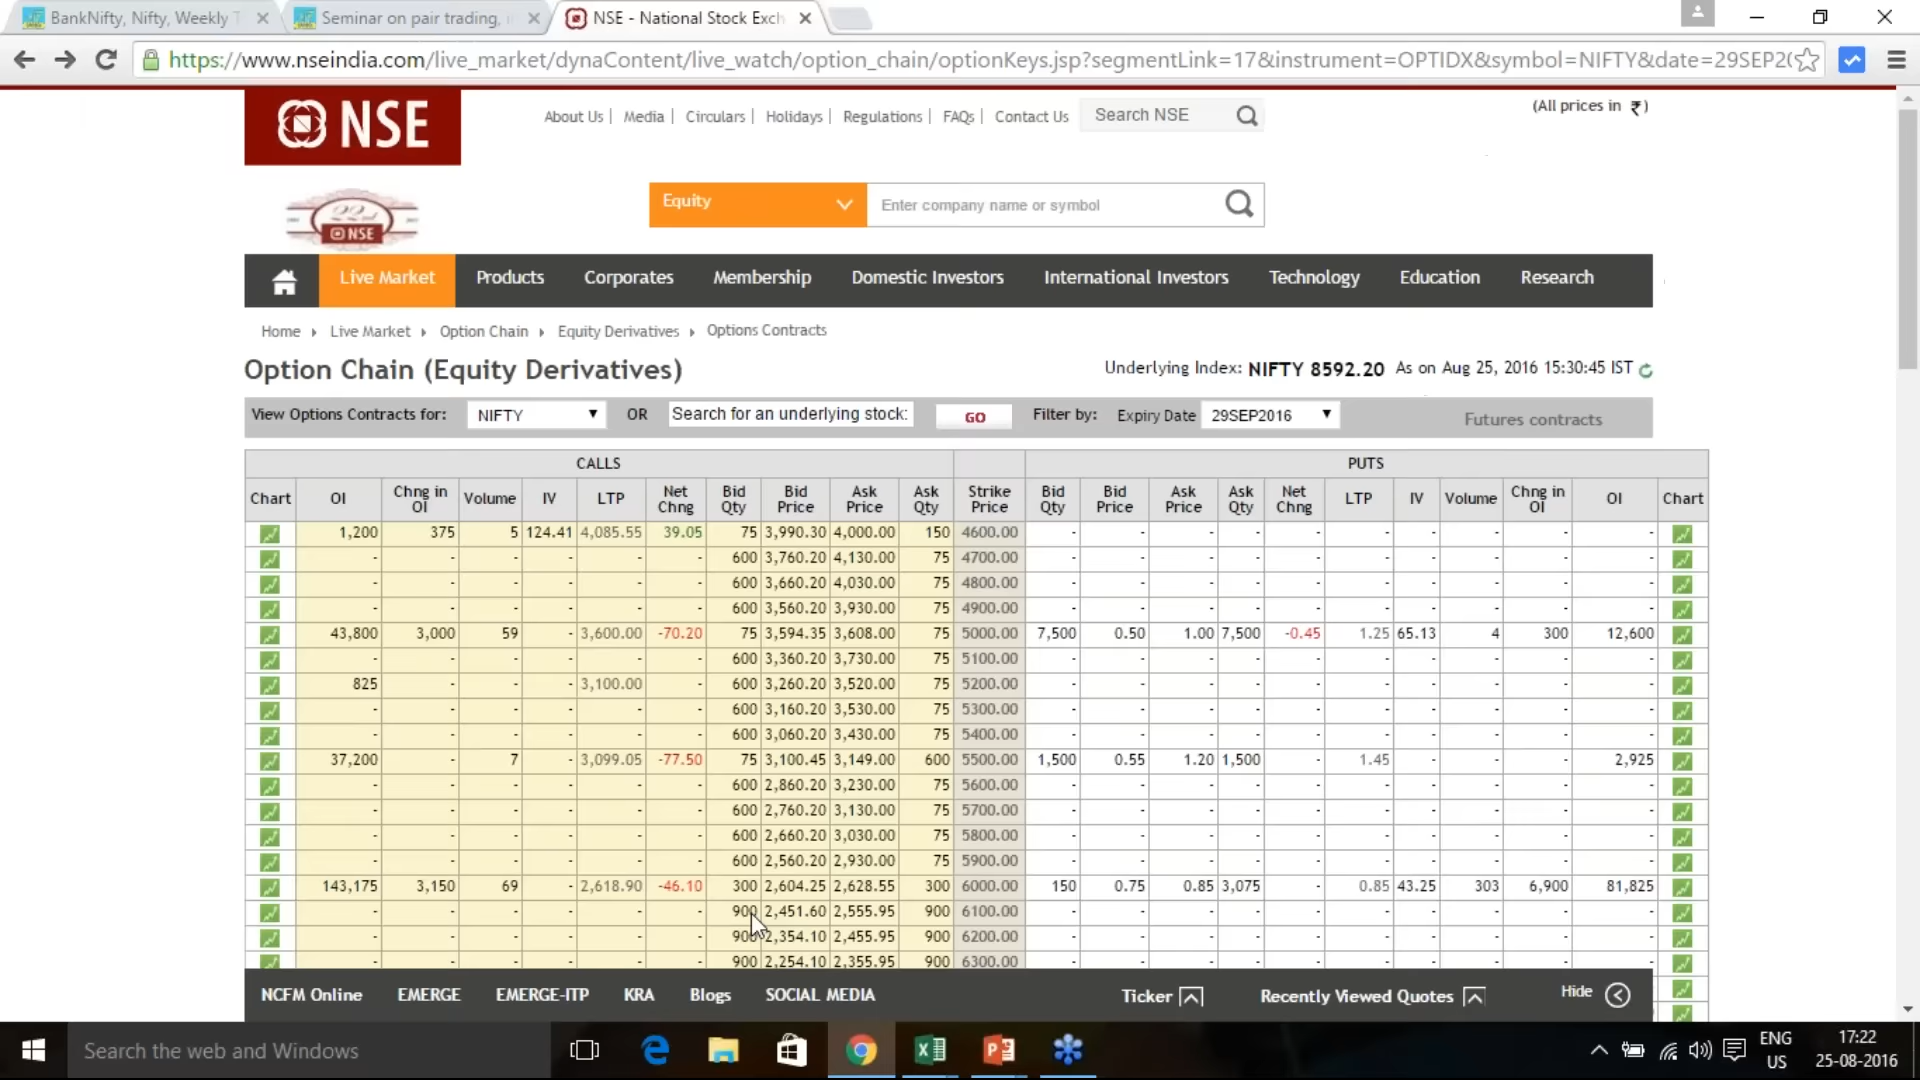 BankNifty, Nifty, Weekly
Seminar on pair trading,
NSE - National Stock Exch
https://www.nseindia.com/live_market/dynaContent/live_watch/option_chain/optionKeys.jsp?segmentLink=17&instrument=OPTIDX&symbol=NIFTY&date=29SEP20
NSE
About Us | Media | Circulars | Holidays | Regulations | FAQs | Contact Us
Search NSE
(All prices in ₹)
22nd
NSE
Equity
Enter company name or symbol
Live Market Products Corporates Membership Domestic Investors International Investors Technology Education Research
Home Live Market Option Chain Equity Derivatives Options Contracts
Option Chain (Equity Derivatives)
Underlying Index: NIFTY 8592.20 As on Aug 25, 2016 15:30:45 IST
View Options Contracts for: NIFTY OR Search for an underlying stock: GO Filter by: Expiry Date 29SEP2016 Futures contracts
CALLS PUTS
Chart OI Chng in OI Volume IV LTP Net Chng Bid Qty Bid Price Ask Price Ask Qty Strike Price Bid Qty Bid Price Ask Price Ask Qty Net Chng LTP IV Volume Chng in OI OI Chart
1,200 375 5 124.41 4,085.55 39.05 75 3,990.30 4,000.00 150 4600.00 - - - - - - - - - -
- - - - - - 600 3,760.20 4,130.00 75 4700.00 - - - - - - - - - -
- - - - - - 600 3,660.20 4,030.00 75 4800.00 - - - - - - - - - -
- - - - - - 600 3,560.20 3,930.00 75 4900.00 - - - - - - - - - -
43,800 3,000 59 - 3,600.00 -70.20 75 3,594.35 3,608.00 75 5000.00 7,500 0.50 1.00 7,500 -0.45 1.25 65.13 4 300 12,600
- - - - - - 600 3,360.20 3,730.00 75 5100.00 - - - - - - - - - -
825 - - - 3,100.00 - 600 3,260.20 3,520.00 75 5200.00 - - - - - - - - - -
- - - - - - 600 3,160.20 3,530.00 75 5300.00 - - - - - - - - - -
- - - - - - 600 3,060.20 3,430.00 75 5400.00 - - - - - - - - - -
37,200 - 7 - 3,099.05 -77.50 75 3,100.45 3,149.00 600 5500.00 1,500 0.55 1.20 1,500 - 1.45 - - - 2,925
- - - - - - 600 2,860.20 3,230.00 75 5600.00 - - - - - - - - - -
- - - - - - 600 2,760.20 3,130.00 75 5700.00 - - - - - - - - - -
- - - - - - 600 2,660.20 3,030.00 75 5800.00 - - - - - - - - - -
- - - - - - 600 2,560.20 2,930.00 75 5900.00 - - - - - - - - - -
143,175 3,150 69 - 2,618.90 -46.10 300 2,604.25 2,628.55 300 6000.00 150 0.75 0.85 3,075 - 0.85 43.25 303 6,900 81,825
- - - - - - 900 2,451.60 2,555.95 900 6100.00 - - - - - - - - - -
- - - - - - 900 2,354.10 2,455.95 900 6200.00 - - - - - - - - - -
- - - - - - 900 2,254.10 2,355.95 900 6300.00 - - - - - - - - - -
NCFM Online EMERGE EMERGE-ITP KRA Blogs SOCIAL MEDIA Ticker Recently Viewed Quotes Hide
Search the web and Windows
ENG
US
17:22
25-08-2016